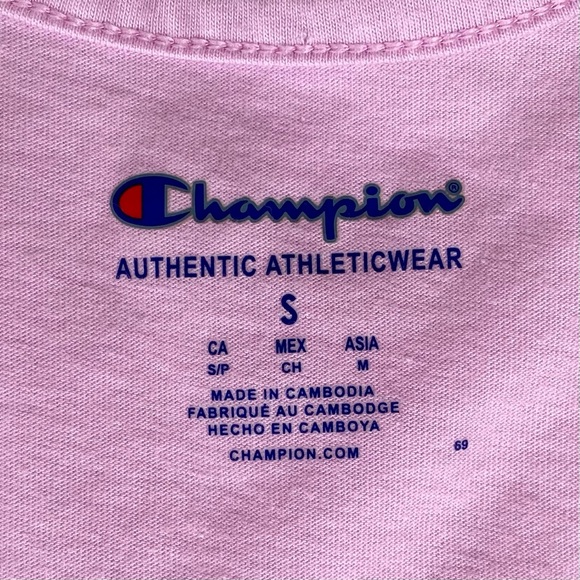 Champion®
AUTHENTIC ATHLETICWEAR
S
CA MEX ASIA
S/P CH M
MADE IN CAMBODIA
FABRIQUÉ AU CAMBODGE
HECHO EN CAMBOYA
CHAMPION.COM
69